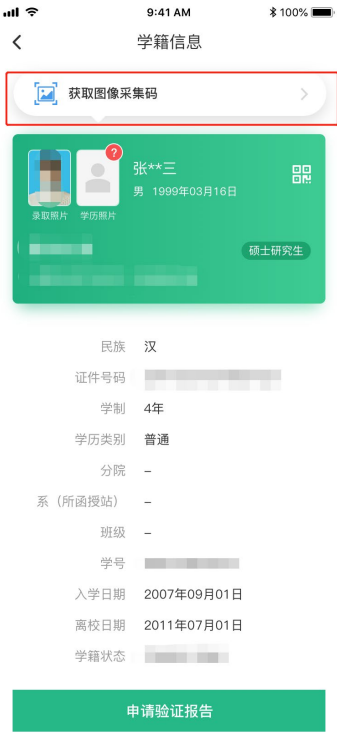 9:41 AM
100%
学籍信息
获取图像采集码
?
张**三
男 1999年03月16日
录取照片 学历照片
硕士研究生
民族 汉
证件号码
学制 4年
学历类别 普通
分院 –
系（所函授站） –
班级 –
学号
入学日期 2007年09月01日
离校日期 2011年07月01日
学籍状态
申请验证报告